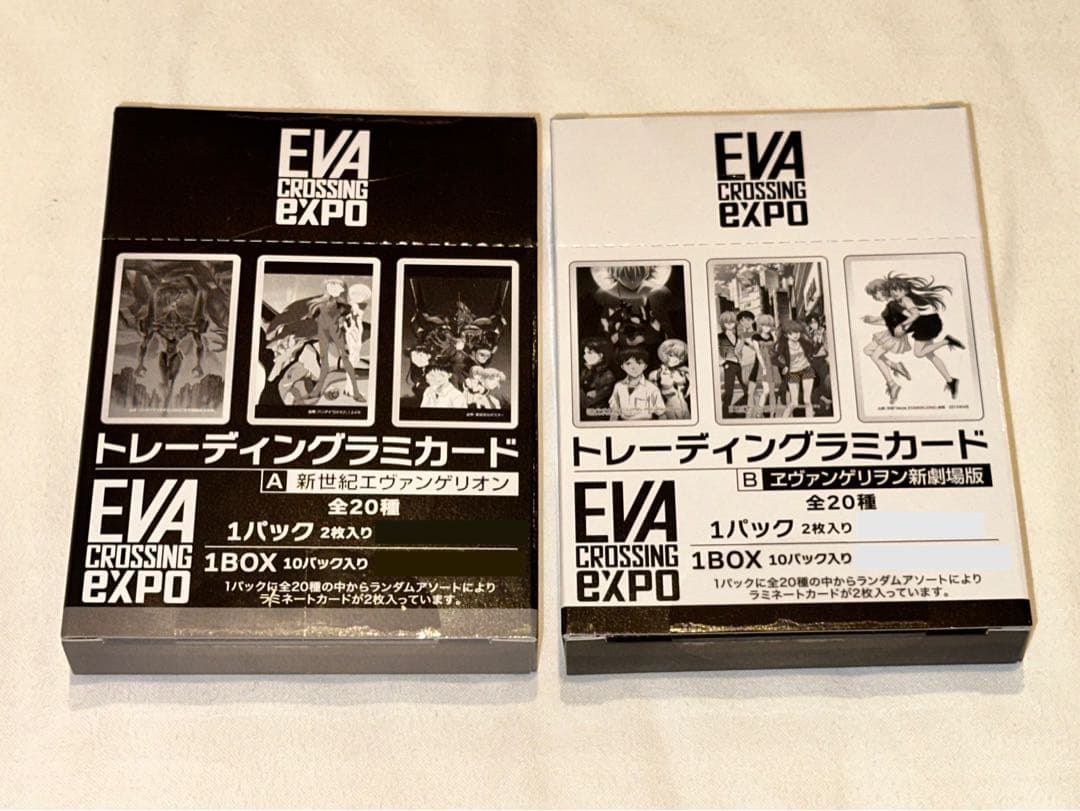 EVA
CROSSING
eXPO
トレーディングラミカード
A 新世紀エヴァンゲリオン
全20種
EVA
CROSSING
eXPO
1パック 2枚入り
1BOX 10パック入り
1パックに全20種の中からランダムアソートにより
ラミネートカードが2枚入っています。
EVA
CROSSING
eXPO
トレーディングラミカード
B ヱヴァンゲリヲン新劇場版
全20種
EVA
CROSSING
eXPO
1パック 2枚入り
1BOX 10パック入り
1パックに全20種の中からランダムアソートにより
ラミネートカードが2枚入っています。